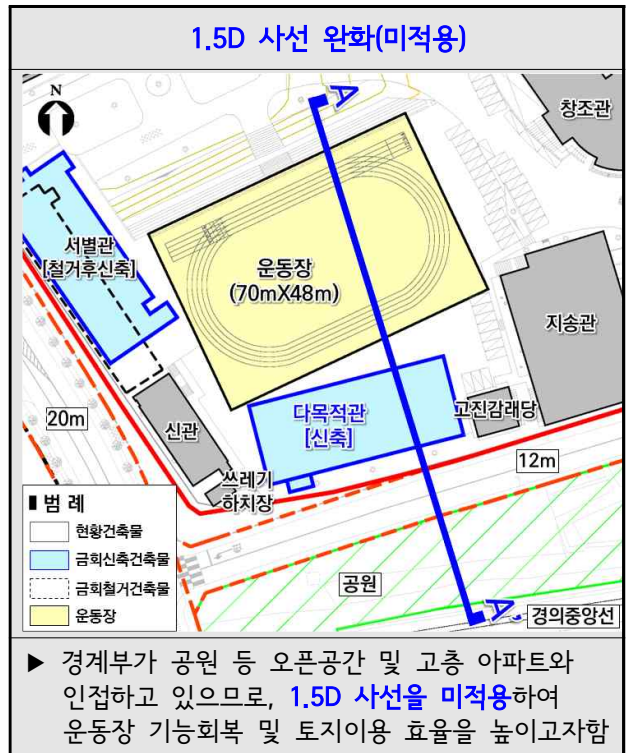 1.5D 사선 완화(미적용)
N
A
창조관
서별관
[철거후신축]
운동장
(70mX48m)
지송관
다목적관
[신축]
고진감래당
20m
신관
쓰레기
하치장
12m
▮범 례
현황건축물
금회신축건축물
금회철거건축물
운동장
공원
A'
경의중앙선
▶ 경계부가 공원 등 오픈공간 및 고층 아파트와
인접하고 있으므로, 1.5D 사선을 미적용하여
운동장 기능회복 및 토지이용 효율을 높이고자함